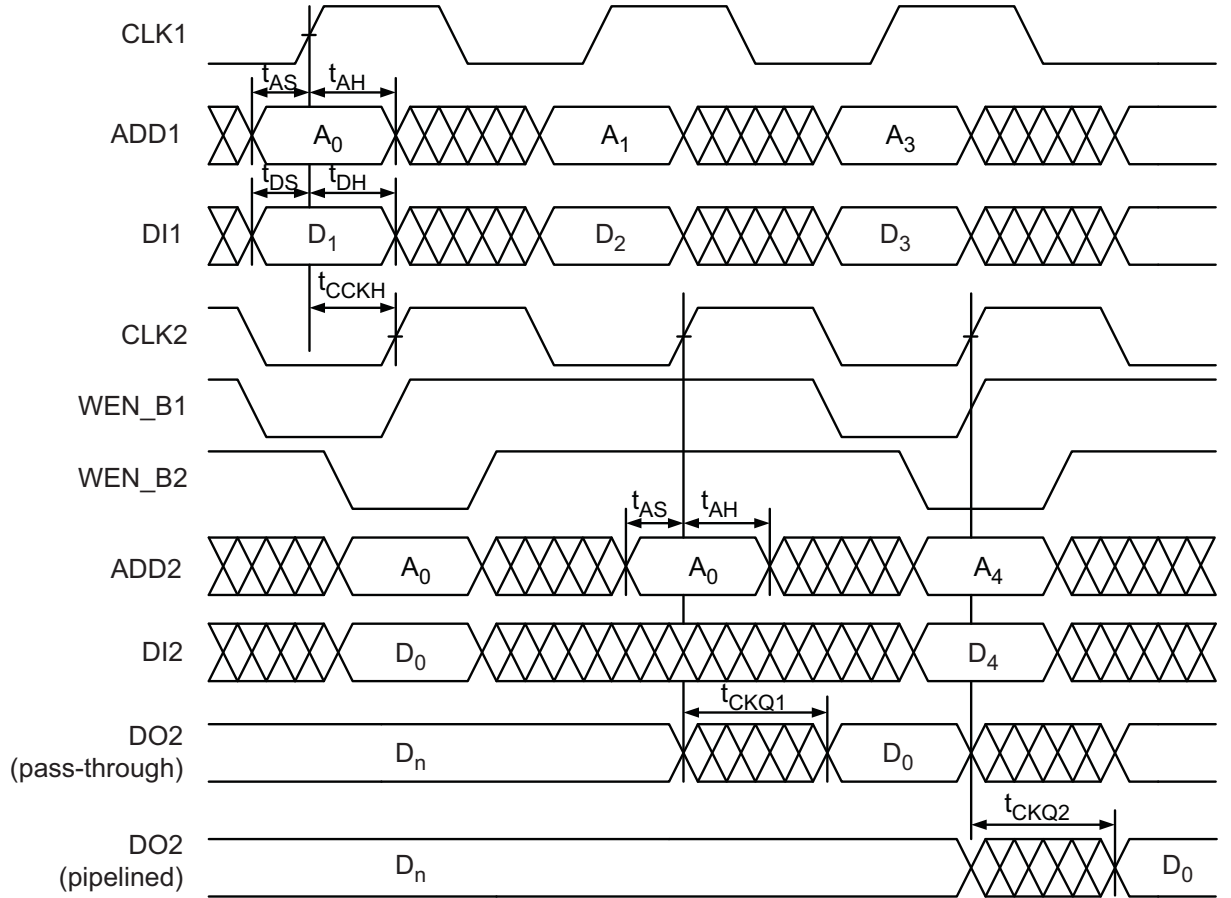 CLK1
tAS tAH
ADD1 A0 A1 A3
tDS tDH
DI1 D1 D2 D3
tCCKH
CLK2
WEN_B1
WEN_B2
tAS tAH
ADD2 A0 A0 A4
DI2 D0 D4
tCKQ1
DO2
(pass-through) Dn D0
tCKQ2
DO2
(pipelined) Dn D0